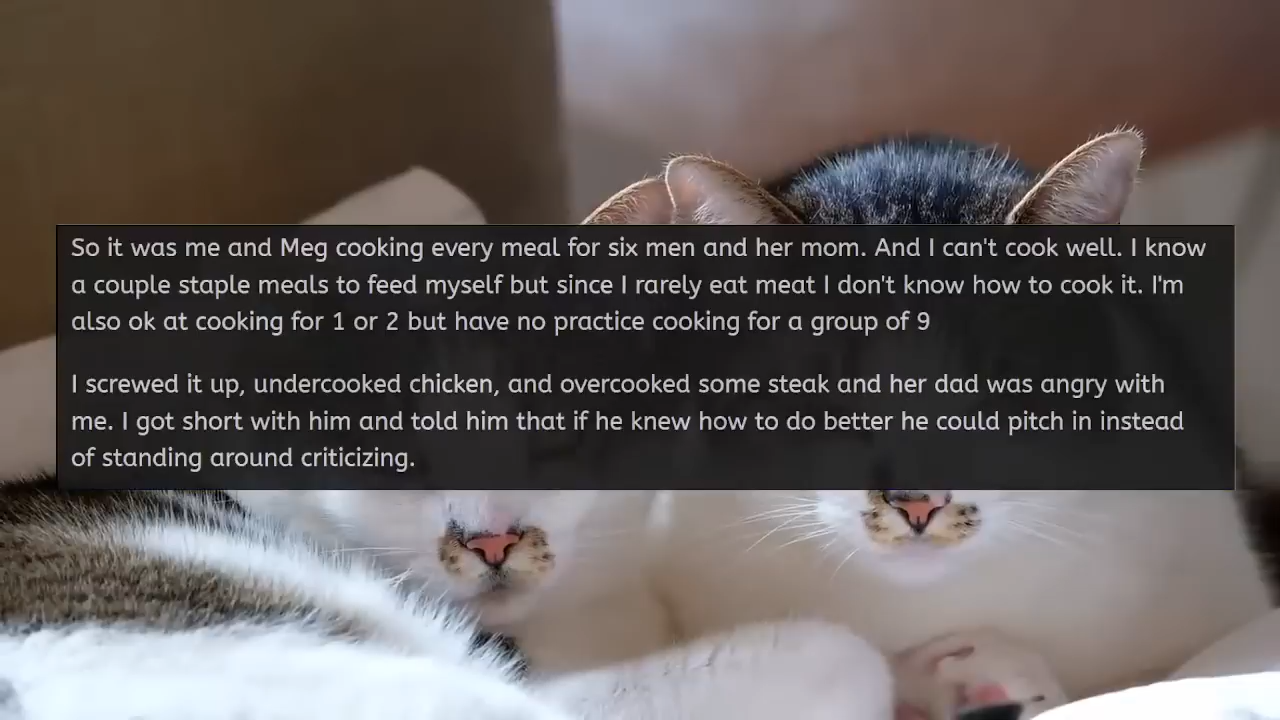 So it was me and Meg cooking every meal for six men and her mom. And I can't cook well. I know
a couple staple meals to feed myself but since I rarely eat meat I don't know how to cook it. I'm
also ok at cooking for 1 or 2 but have no practice cooking for a group of 9
I screwed it up, undercooked chicken, and overcooked some steak and her dad was angry with
me. I got short with him and told him that if he knew how to do better he could pitch in instead
of standing around criticizing.